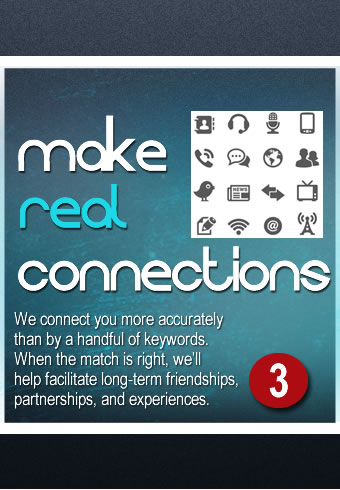 make
real
connections
NEWS
@
We connect you more accurately
than by a handful of keywords.
When the match is right, we'll
help facilitate long-term friendships,
partnerships, and experiences.
3